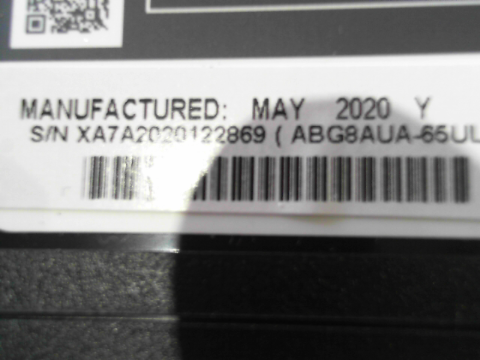 MANUFACTURED: MAY 2020 Y
S/N XA7A2020122869 ( ABG8AUA-65UL